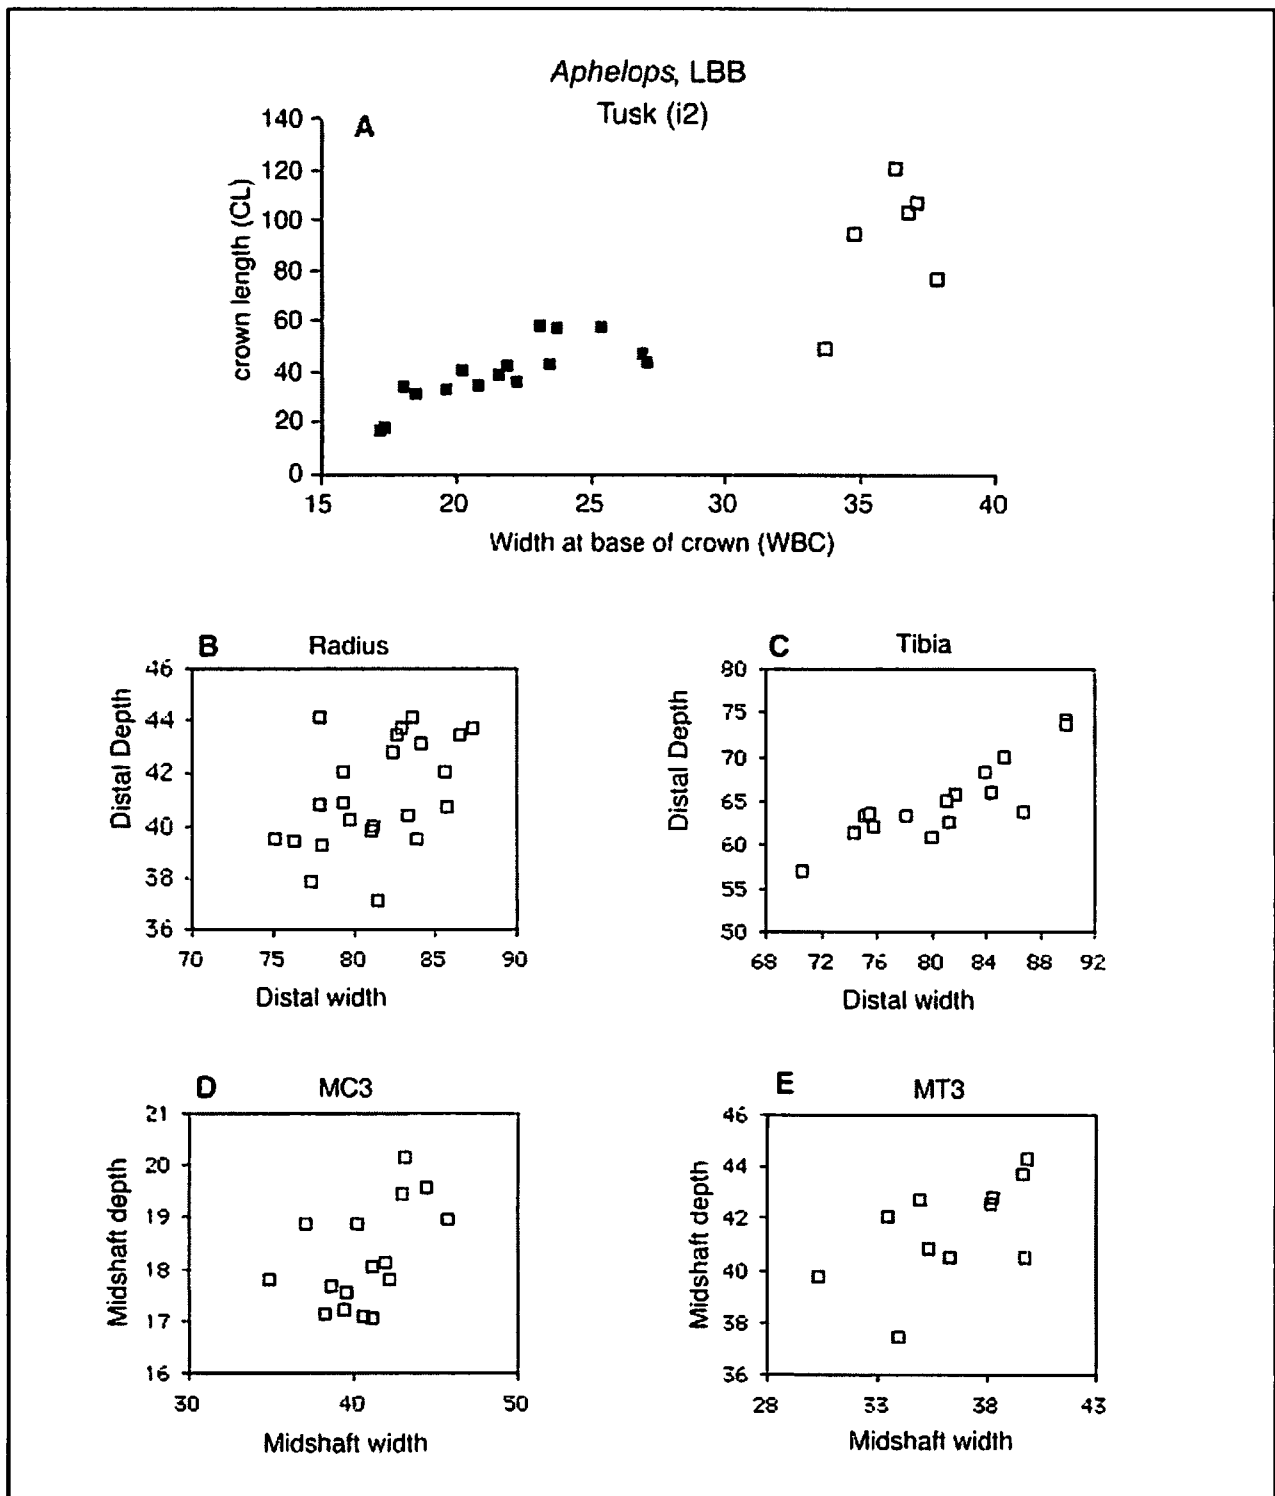 Aphelops, LBB
Tusk (i2)
A
140
120
100
80
60
40
20
0
crown length (CL)
15 20 25 30 35 40
Width at base of crown (WBC)
B Radius
46
44
42
40
38
36
Distal Depth
70 75 80 85 90
Distal width
C Tibia
80
75
70
65
60
55
50
Distal Depth
68 72 76 80 84 88 92
Distal width
D MC3
21
20
19
18
17
16
Midshaft depth
30 40 50
Midshaft width
E MT3
46
44
42
40
38
36
Midshaft depth
28 33 38 43
Midshaft width